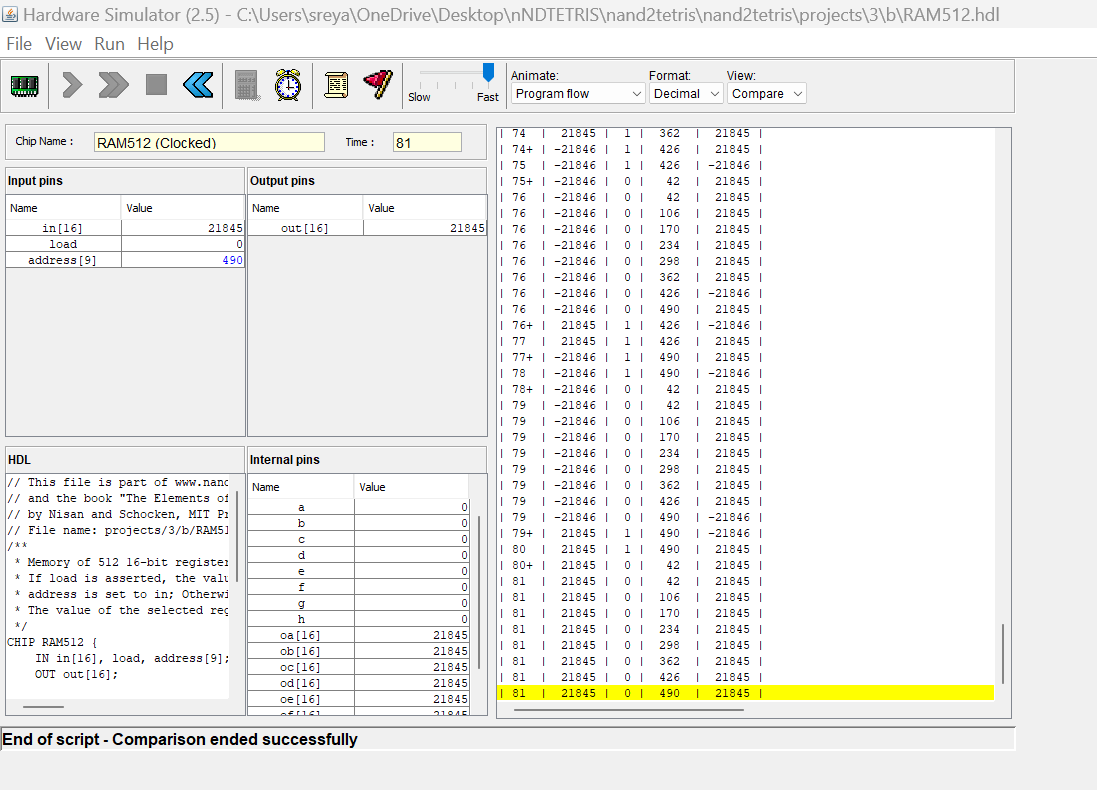 Hardware Simulator (2.5) - C:\Users\sreya\OneDrive\Desktop\nNDTETRIS\nand2tetris\nand2tetris\projects\3\b\RAM512.hdl
File View Run Help
Slow Fast
Animate: Format: View:
Program flow Decimal Compare
Chip Name : RAM512 (Clocked) Time : 81
Input pins
Name Value
in[16] 21845
load 0
address[9] 490
Output pins
Name Value
out[16] 21845
HDL
// This file is part of www.nand
// and the book "The Elements of
// by Nisan and Schocken, MIT Pr
// File name: projects/3/b/RAM51
/**
* Memory of 512 16-bit register
* If load is asserted, the valu
* address is set to in; Otherwi
* The value of the selected reg
*/
CHIP RAM512 {
IN in[16], load, address[9];
OUT out[16];
Internal pins
Name Value
a 0
b 0
c 0
d 0
e 0
f 0
g 0
h 0
oa[16] 21845
ob[16] 21845
oc[16] 21845
od[16] 21845
oe[16] 21845
of[16] 21845
| 74 | 21845 | 1 | 362 | 21845 |
| 74+ | -21846 | 1 | 426 | 21845 |
| 75 | -21846 | 1 | 426 | -21846 |
| 75+ | -21846 | 0 | 42 | 21845 |
| 76 | -21846 | 0 | 42 | 21845 |
| 76 | -21846 | 0 | 106 | 21845 |
| 76 | -21846 | 0 | 170 | 21845 |
| 76 | -21846 | 0 | 234 | 21845 |
| 76 | -21846 | 0 | 298 | 21845 |
| 76 | -21846 | 0 | 362 | 21845 |
| 76 | -21846 | 0 | 426 | -21846 |
| 76 | -21846 | 0 | 490 | 21845 |
| 76+ | 21845 | 1 | 426 | -21846 |
| 77 | 21845 | 1 | 426 | 21845 |
| 77+ | -21846 | 1 | 490 | 21845 |
| 78 | -21846 | 1 | 490 | -21846 |
| 78+ | -21846 | 0 | 42 | 21845 |
| 79 | -21846 | 0 | 42 | 21845 |
| 79 | -21846 | 0 | 106 | 21845 |
| 79 | -21846 | 0 | 170 | 21845 |
| 79 | -21846 | 0 | 234 | 21845 |
| 79 | -21846 | 0 | 298 | 21845 |
| 79 | -21846 | 0 | 362 | 21845 |
| 79 | -21846 | 0 | 426 | 21845 |
| 79 | -21846 | 0 | 490 | -21846 |
| 79+ | 21845 | 1 | 490 | -21846 |
| 80 | 21845 | 1 | 490 | 21845 |
| 80+ | 21845 | 0 | 42 | 21845 |
| 81 | 21845 | 0 | 42 | 21845 |
| 81 | 21845 | 0 | 106 | 21845 |
| 81 | 21845 | 0 | 170 | 21845 |
| 81 | 21845 | 0 | 234 | 21845 |
| 81 | 21845 | 0 | 298 | 21845 |
| 81 | 21845 | 0 | 362 | 21845 |
| 81 | 21845 | 0 | 426 | 21845 |
| 81 | 21845 | 0 | 490 | 21845 |
End of script - Comparison ended successfully